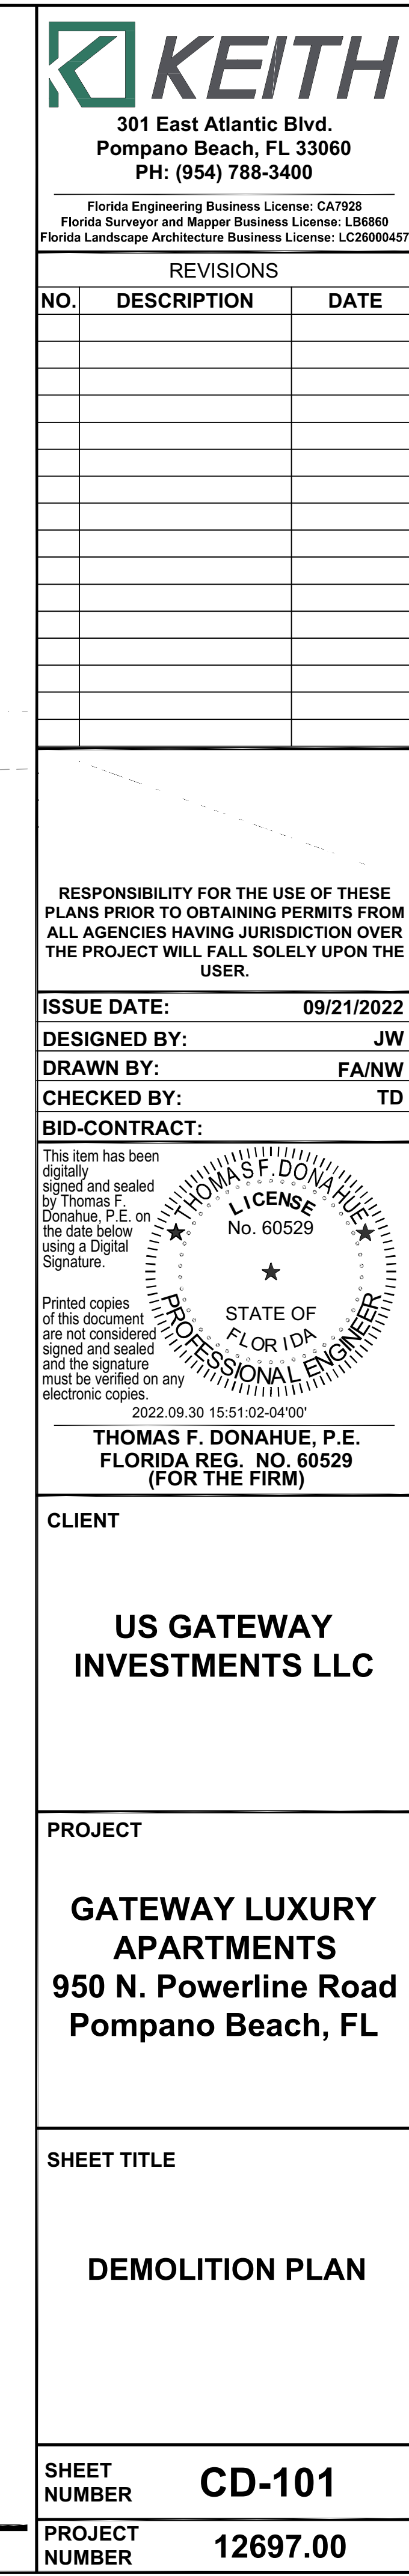 KEITH
301 East Atlantic Blvd.
Pompano Beach, FL 33060
PH: (954) 788-3400
Florida Engineering Business License: CA7928
Florida Surveyor and Mapper Business License: LB6860
Florida Landscape Architecture Business License: LC26000457
REVISIONS
NO. DESCRIPTION DATE
RESPONSIBILITY FOR THE USE OF THESE
PLANS PRIOR TO OBTAINING PERMITS FROM
ALL AGENCIES HAVING JURISDICTION OVER
THE PROJECT WILL FALL SOLELY UPON THE
USER.
ISSUE DATE: 09/21/2022
DESIGNED BY: JW
DRAWN BY: FA/NW
CHECKED BY: TD
BID-CONTRACT:
This item has been
digitally
signed and sealed
by Thomas F.
Donahue, P.E. on
the date below
using a Digital
Signature.
Printed copies
of this document
are not considered
signed and sealed
and the signature
must be verified on any
electronic copies.
THOMAS F. DONAHUE
LICENSE
No. 60529
STATE OF
FLORIDA
PROFESSIONAL ENGINEER
2022.09.30 15:51:02-04'00'
THOMAS F. DONAHUE, P.E.
FLORIDA REG. NO. 60529
(FOR THE FIRM)
CLIENT
US GATEWAY
INVESTMENTS LLC
PROJECT
GATEWAY LUXURY
APARTMENTS
950 N. Powerline Road
Pompano Beach, FL
SHEET TITLE
DEMOLITION PLAN
SHEET
NUMBER
CD-101
PROJECT
NUMBER
12697.00